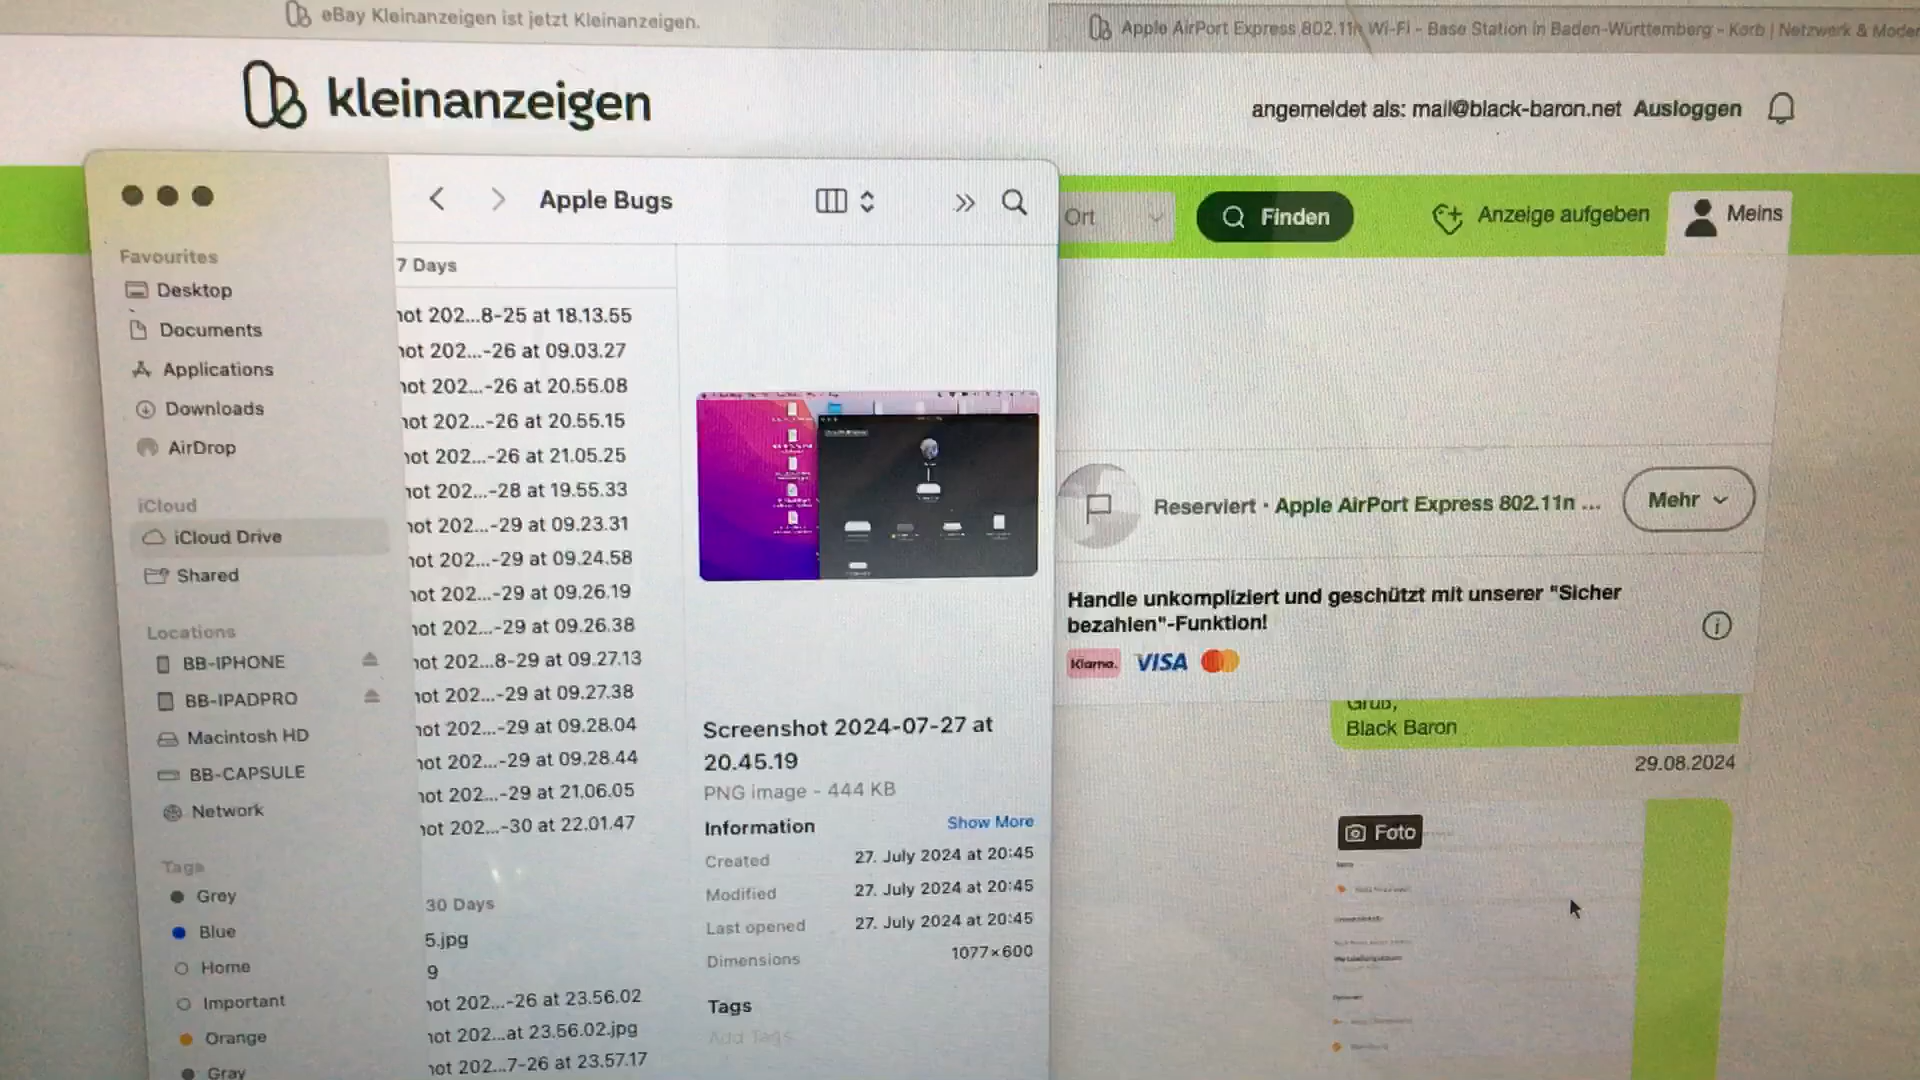 eBay Kleinanzeigen ist jetzt Kleinanzeigen.
Apple AirPort Express 802.11n Wi-Fi - Base Station in Baden-Württemberg - Korb | Netzwerk & Moder
kleinanzeigen
angemeldet als: mail@black-baron.net Ausloggen
Ort
Finden
Anzeige aufgeben
Meins
Apple Bugs
Favourites
Desktop
Documents
Applications
Downloads
AirDrop
iCloud
iCloud Drive
Shared
Locations
BB-IPHONE
BB-IPADPRO
Macintosh HD
BB-CAPSULE
Network
Tags
Grey
Blue
Home
Important
Orange
Gray
7 Days
hot 202...8-25 at 18.13.55
hot 202...-26 at 09.03.27
hot 202...-26 at 20.55.08
hot 202...-26 at 20.55.15
hot 202...-26 at 21.05.25
hot 202...-28 at 19.55.33
hot 202...-29 at 09.23.31
hot 202...-29 at 09.24.58
hot 202...-29 at 09.26.19
hot 202...-29 at 09.26.38
hot 202...8-29 at 09.27.13
hot 202...-29 at 09.27.38
hot 202...-29 at 09.28.04
hot 202...-29 at 09.28.44
hot 202...-29 at 21.06.05
hot 202...-30 at 22.01.47
30 Days
5.jpg
9
hot 202...-26 at 23.56.02
hot 202...at 23.56.02.jpg
hot 202...7-26 at 23.57.17
Screenshot 2024-07-27 at
20.45.19
PNG image - 444 KB
Information
Show More
Created 27. July 2024 at 20:45
Modified 27. July 2024 at 20:45
Last opened 27. July 2024 at 20:45
Dimensions 1077×600
Tags
Add Tags
Reserviert · Apple AirPort Express 802.11n ...
Mehr
Handle unkompliziert und geschützt mit unserer "Sicher
bezahlen"-Funktion!
Klarna. VISA
Gruß,
Black Baron
29.08.2024
Foto